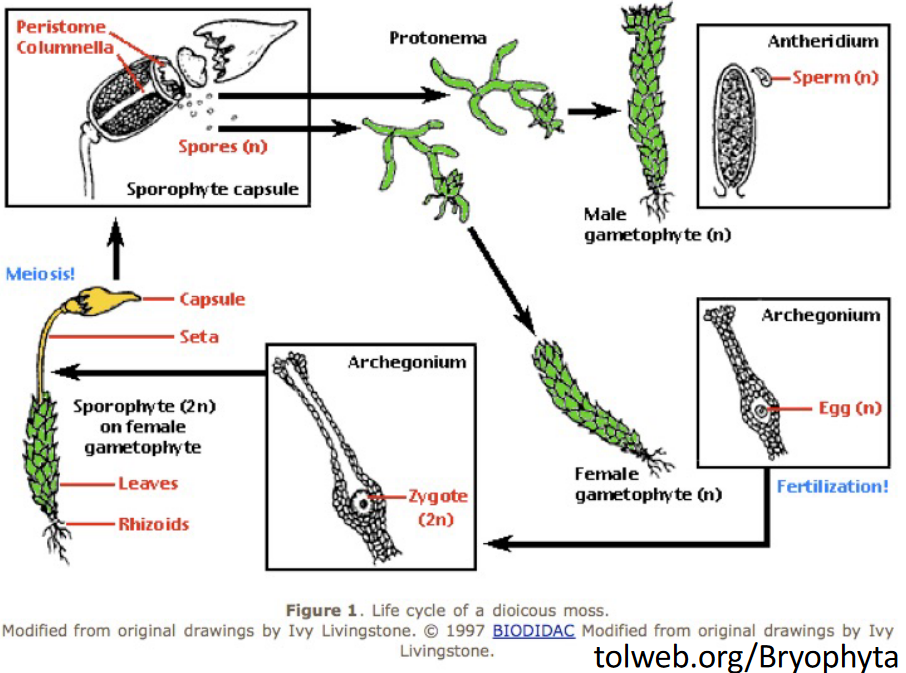 Peristome
Columnella
Spores (n)
Sporophyte capsule
Protonema
Male
gametophyte (n)
Antheridium
Sperm (n)
Meiosis!
Capsule
Seta
Sporophyte (2n)
on female
gametophyte
Leaves
Rhizoids
Archegonium
Zygote
(2n)
Female
gametophyte (n)
Archegonium
Egg (n)
Fertilization!
Figure 1. Life cycle of a dioicous moss.
Modified from original drawings by Ivy Livingstone. © 1997 BIODIDAC Modified from original drawings by Ivy
Livingstone.
tolweb.org/Bryophyta